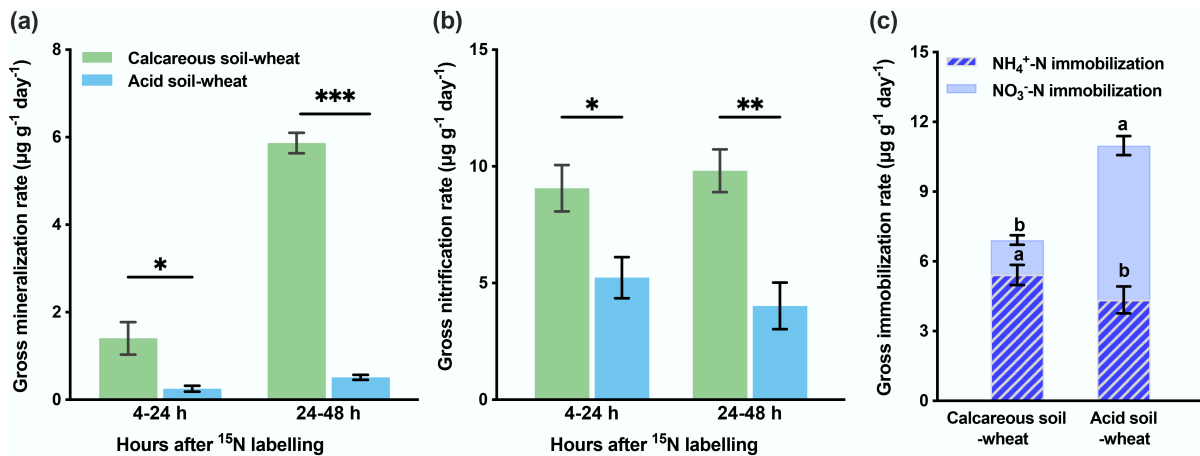 (a)
Gross mineralization rate (µg g⁻¹ day⁻¹)
8
6
4
2
0
Calcareous soil-wheat
Acid soil-wheat
*
***
4-24 h
24-48 h
Hours after ¹⁵N labelling
(b)
Gross nitrification rate (µg g⁻¹ day⁻¹)
15
10
5
0
*
**
4-24 h
24-48 h
Hours after ¹⁵N labelling
(c)
Gross immobilization rate (µg g⁻¹ day⁻¹)
15
12
9
6
3
0
NH₄⁺-N immobilization
NO₃⁻-N immobilization
b
a
a
b
Calcareous soil
-wheat
Acid soil
-wheat